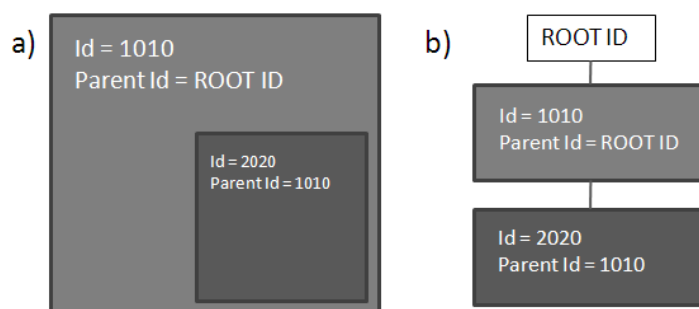 a)
Id = 1010
Parent Id = ROOT ID
Id = 2020
Parent Id = 1010
b)
ROOT ID
Id = 1010
Parent Id = ROOT ID
Id = 2020
Parent Id = 1010